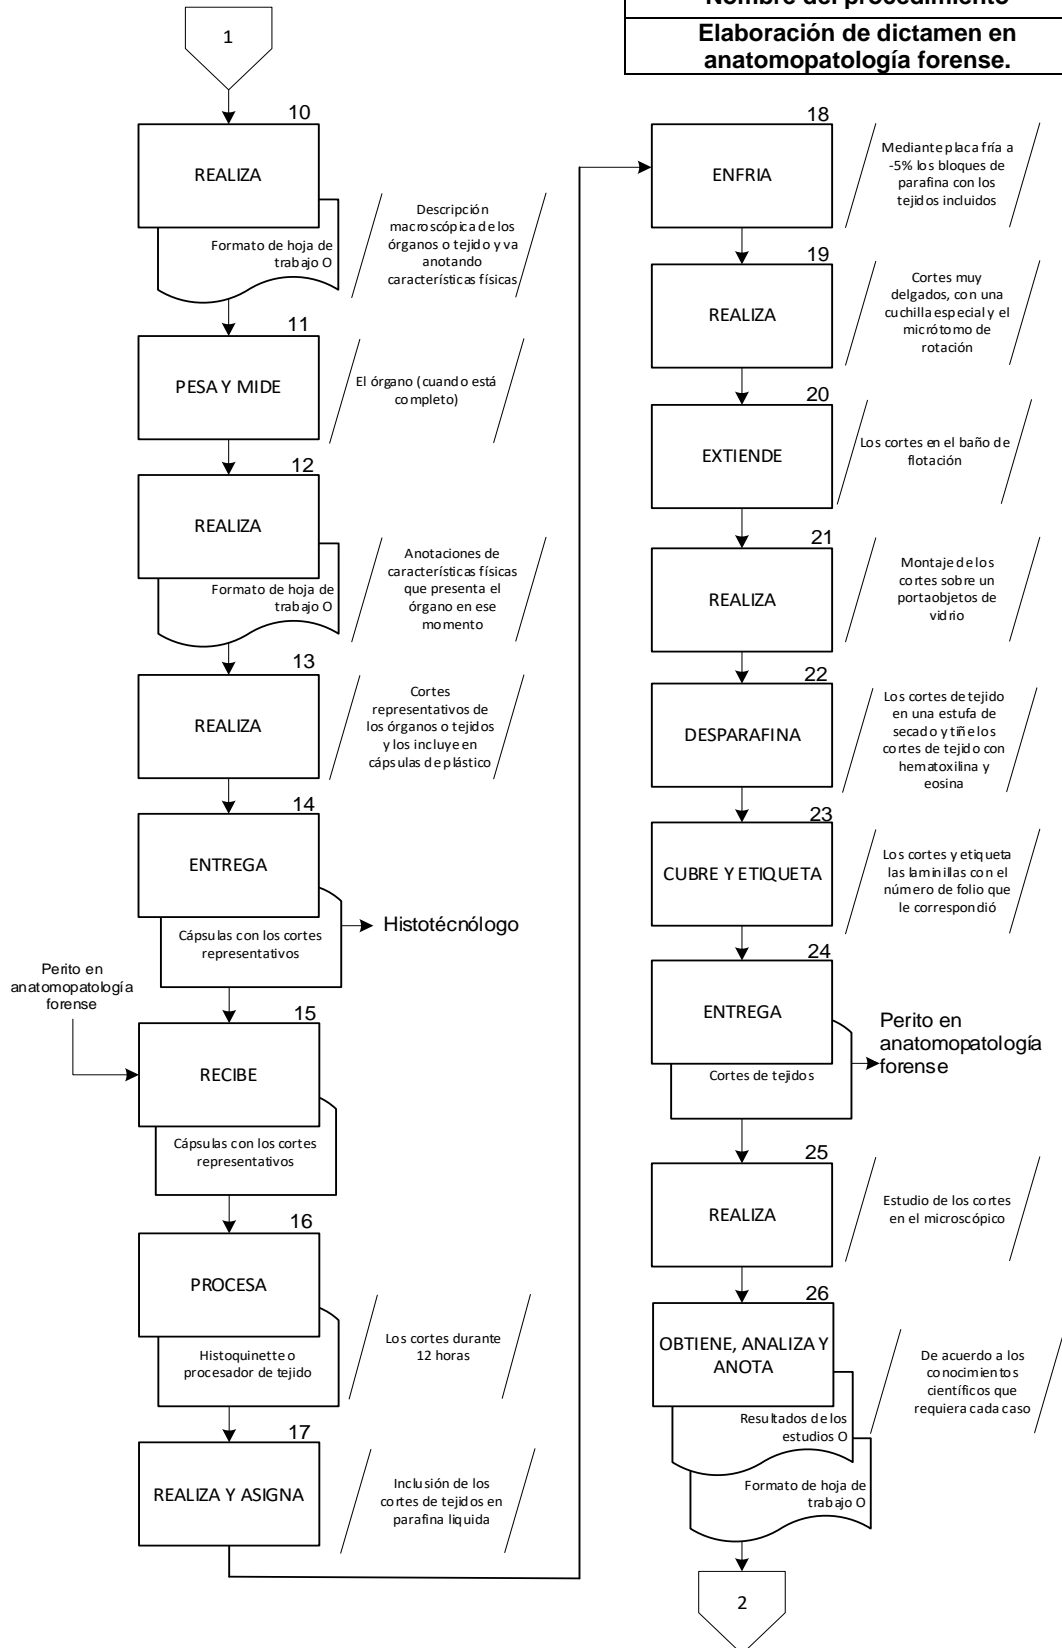 Nombre del procedimiento
Elaboración de dictamen en
anatomopatología forense.
1
10
REALIZA
Formato de hoja de
trabajo O
Descripción
macroscópica de los
órganos o tejido y va
anotando
características físicas
11
PESA Y MIDE
El órgano (cuando está
completo)
12
REALIZA
Formato de hoja de
trabajo O
Anotaciones de
características físicas
que presenta el
órgano en ese
momento
13
REALIZA
Cortes
representativos de
los órganos o tejidos
y los incluye en
cápsulas de plástico
14
ENTREGA
Cápsulas con los cortes
representativos
Histotécnólogo
Perito en
anatomopatología
forense
15
RECIBE
Cápsulas con los cortes
representativos
16
PROCESA
Histoquinette o
procesador de tejido
Los cortes durante
12 horas
17
REALIZA Y ASIGNA
Inclusión de los
cortes de tejidos en
parafina liquida
18
ENFRIA
Mediante placa fría a
-5% los bloques de
parafina con los
tejidos incluidos
19
REALIZA
Cortes muy
delgados, con una
cuchilla especial y el
micrótomo de
rotación
20
EXTIENDE
Los cortes en el baño de
flotación
21
REALIZA
Montaje de los
cortes sobre un
portaobjetos de
vidrio
22
DESPARAFINA
Los cortes de tejido
en una estufa de
secado y tiñe los
cortes de tejido con
hematoxilina y
eosina
23
CUBRE Y ETIQUETA
Los cortes y etiqueta
las laminillas con el
número de folio que
le correspondió
24
ENTREGA
Cortes de tejidos
Perito en
anatomopatología
forense
25
REALIZA
Estudio de los cortes
en el microscópico
26
OBTIENE, ANALIZA Y
ANOTA
Resultados de los
estudios O
Formato de hoja de
trabajo O
De acuerdo a los
conocimientos
científicos que
requiera cada caso
2